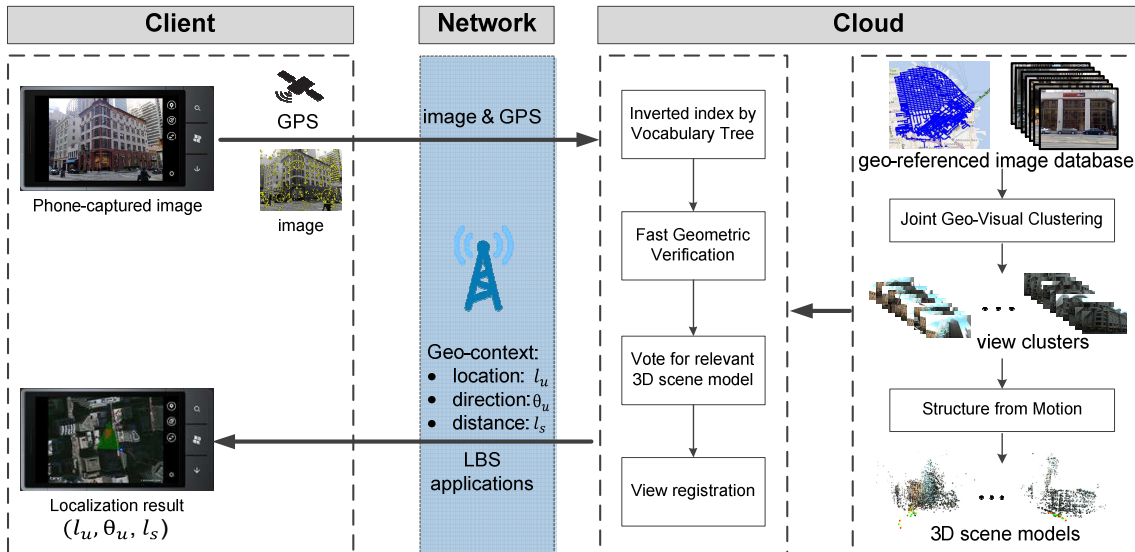 Client
Network
Cloud
GPS
image
Phone-captured image
Localization result
(lᵤ, θᵤ, lₛ)
image & GPS
Geo-context:
● location: lᵤ
● direction: θᵤ
● distance: lₛ
LBS
applications
Inverted index by
Vocabulary Tree
Fast Geometric
Verification
Vote for relevant
3D scene model
View registration
geo-referenced image database
Joint Geo-Visual Clustering
view clusters
Structure from Motion
3D scene models